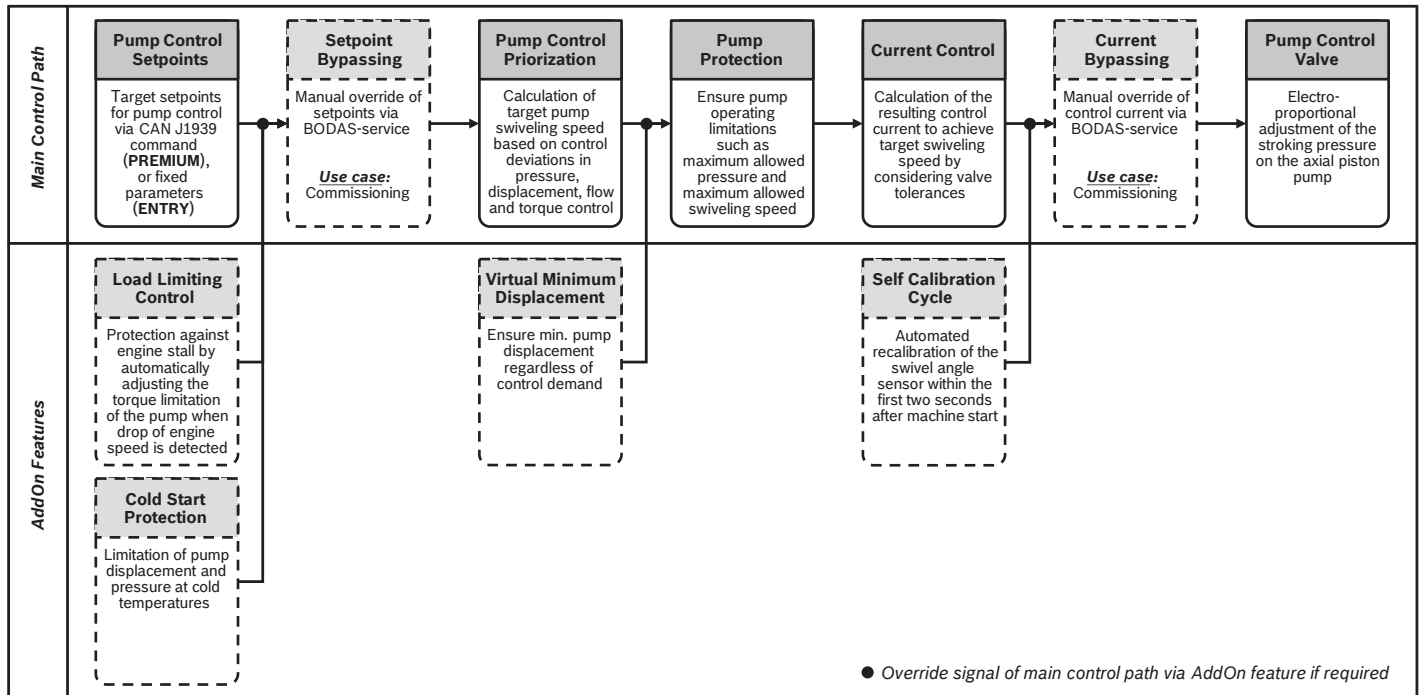 Main Control Path
Pump Control
Setpoints
Target setpoints
for pump control
via CAN J1939
command
(PREMIUM),
or fixed
parameters
(ENTRY)
Setpoint
Bypassing
Manual override of
setpoints via
BODAS-service
Use case:
Commissioning
Pump Control
Priorization
Calculation of
target pump
swiveling speed
based on control
deviations in
pressure,
displacement, flow
and torque control
Pump
Protection
Ensure pump
operating
limitations
such as
maximum allowed
pressure and
maximum allowed
swiveling speed
Current Control
Calculation of the
resulting control
current to achieve
target swiveling
speed by
considering valve
tolerances
Current
Bypassing
Manual override of
control current via
BODAS-service
Use case:
Commissioning
Pump Control
Valve
Electro-
proportional
adjustment of the
stroking pressure
on the axial piston
pump
AddOn Features
Load Limiting
Control
Protection against
engine stall by
automatically
adjusting the
torque limitation
of the pump when
drop of engine
speed is detected
Cold Start
Protection
Limitation of pump
displacement and
pressure at cold
temperatures
Virtual Minimum
Displacement
Ensure min. pump
displacement
regardless of
control demand
Self Calibration
Cycle
Automated
recalibration of the
swivel angle
sensor within the
first two seconds
after machine start
● Override signal of main control path via AddOn feature if required